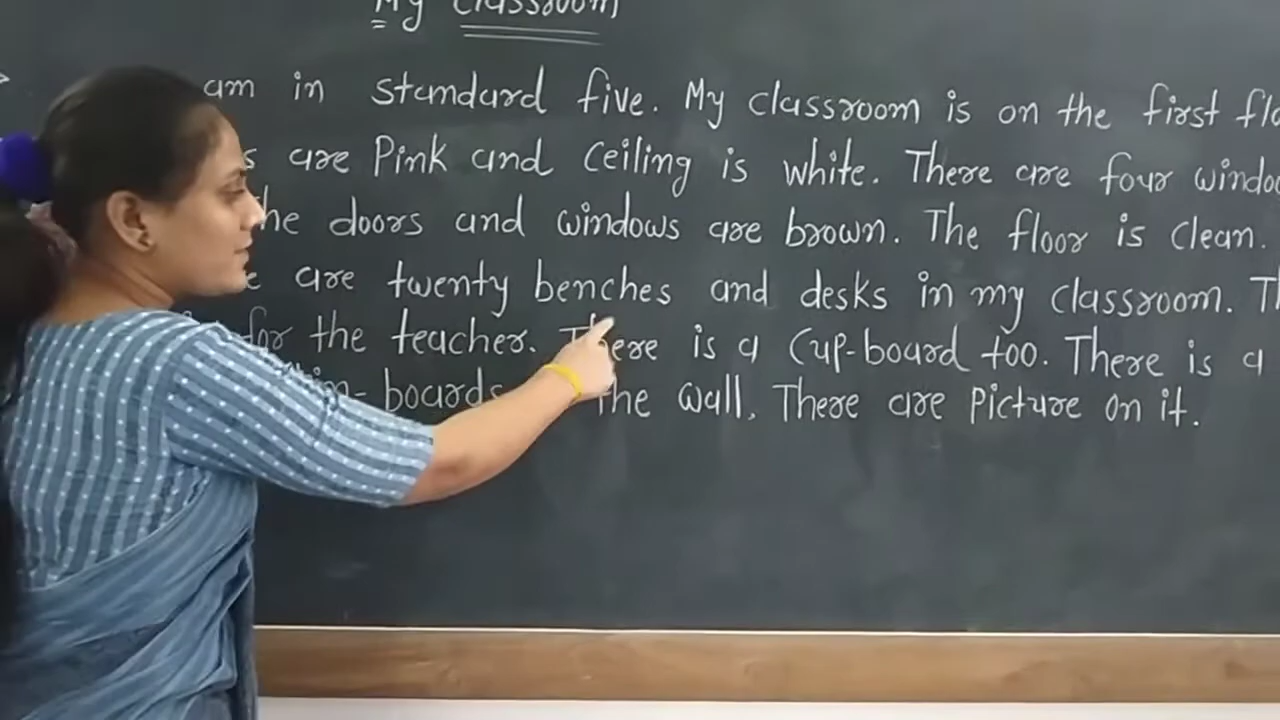 My classroom
am in standard five. My classroom is on the first
are Pink and Ceiling is white. There are four
doors and windows are brown. The floor is clean.
are twenty benches and desks in my classroom.
for the teacher. There is a Cup-board too. There is a
boards the wall. There are Picture on it.